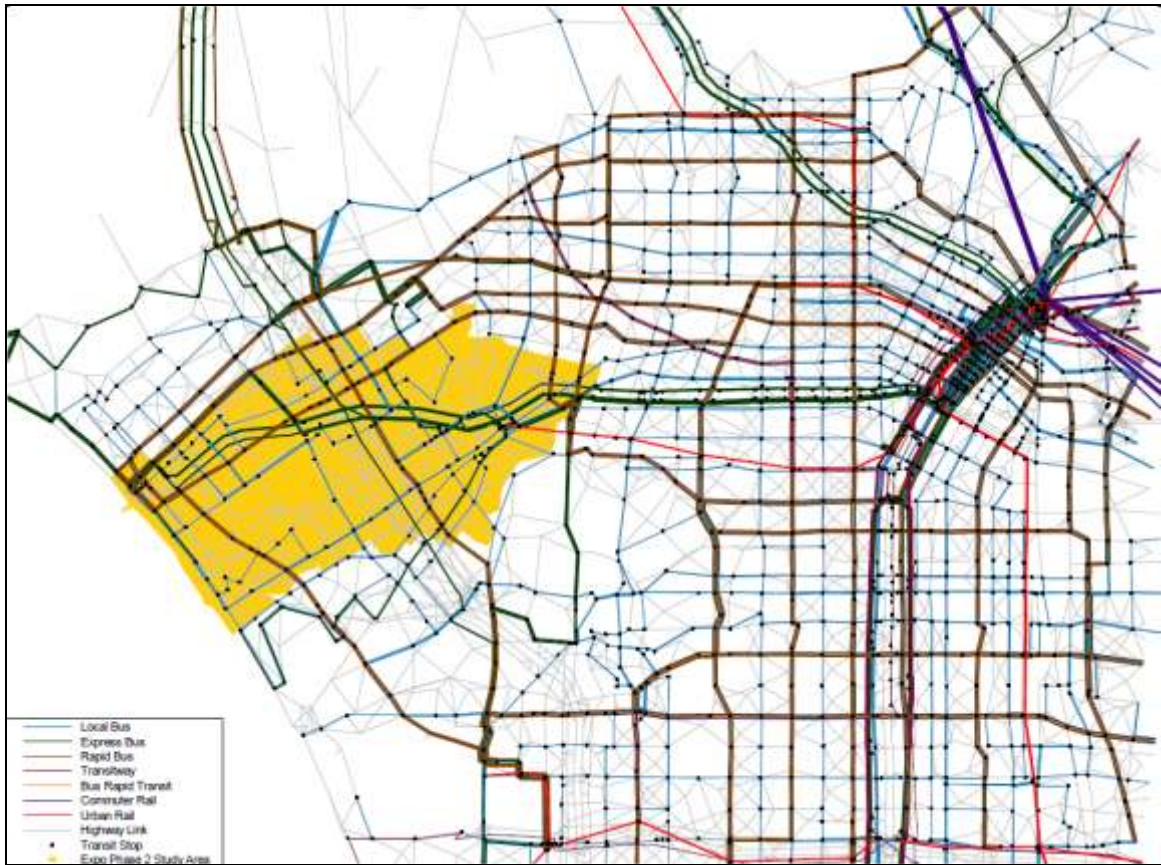 Local Bus
Express Bus
Rapid Bus
Transitway
Bus Rapid Transit
Commuter Rail
Urban Rail
Highway Link
Transit Stop
Expo Phase 2 Study Area